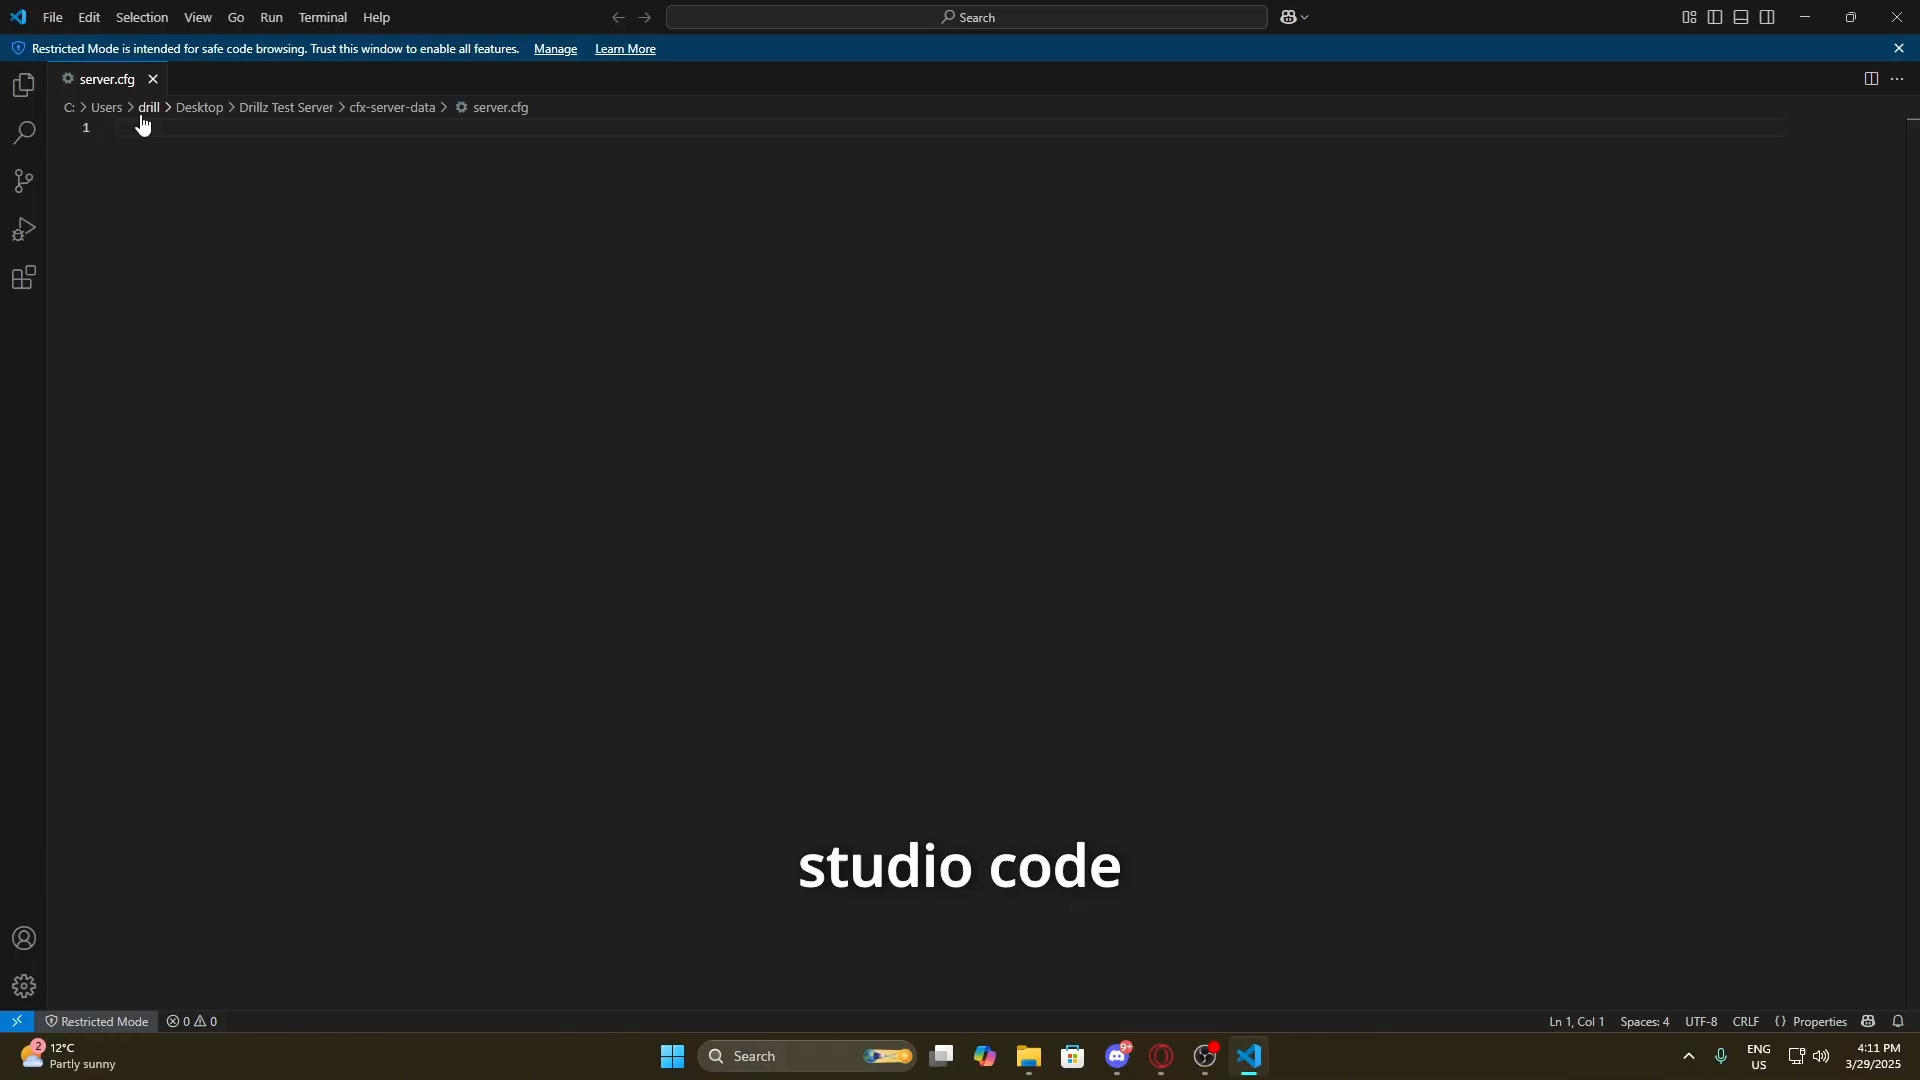 File Edit Selection View Go Run Terminal Help Search
Restricted Mode is intended for safe code browsing. Trust this window to enable all features. Manage Learn More
server.cfg
C: > Users > drill > Desktop > Drillz Test Server > cfx-server-data > server.cfg
1
studio code
Restricted Mode 0 0 Ln 1, Col 1 Spaces: 4 UTF-8 CRLF {} Properties
2 12°C
Partly sunny
Search
9+
ENG
US
4:11 PM
3/29/2025